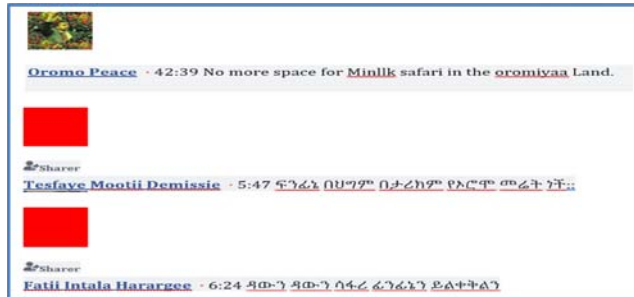 Oromo Peace · 42:39 No more space for Minllk safari in the oromiyaa Land.
Sharer
Tesfaye Mootii Demissie · 5:47 ፍንፊኔ በህግም በታሪክም የኦሮሞ መሬት ነች::
Sharer
Fatii Intala Harargee · 6:24 ዳውን ዳውን ሰፋሪ ፊንፊኔን ይልቀቅልን